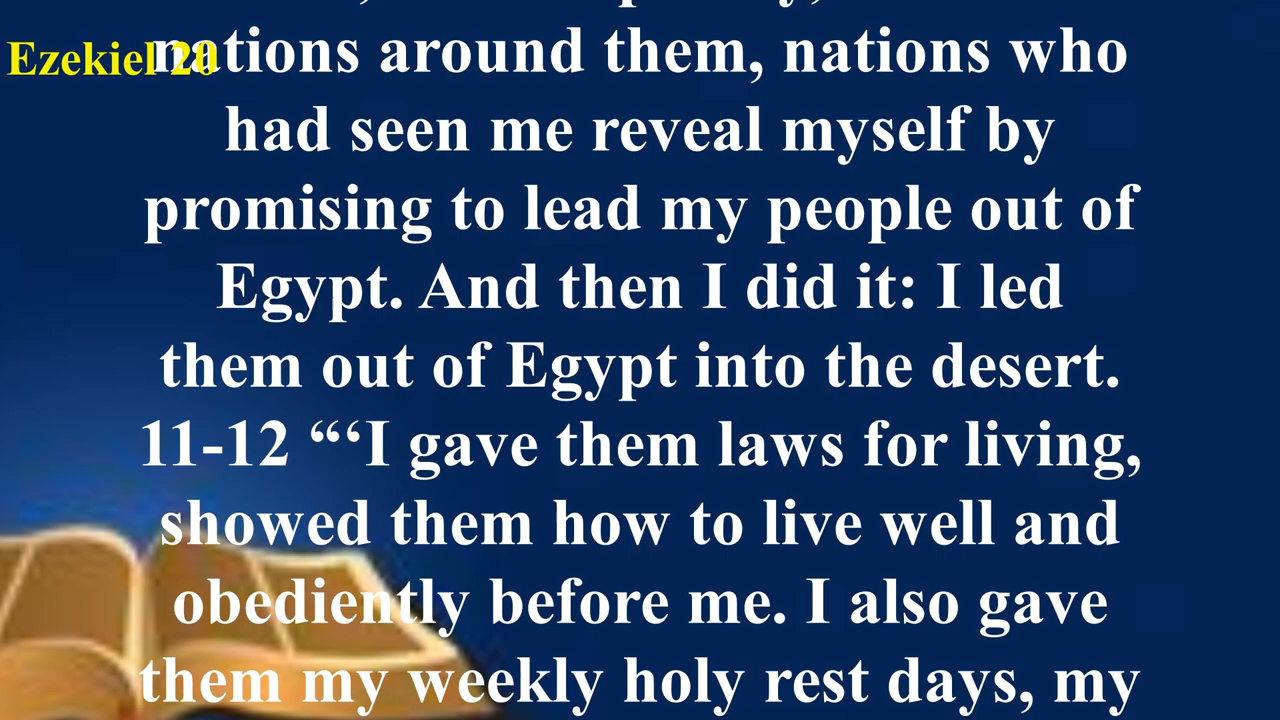 Ezekiel 20
nations around them, nations who
had seen me reveal myself by
promising to lead my people out of
Egypt. And then I did it: I led
them out of Egypt into the desert.
11-12 “‘I gave them laws for living,
showed them how to live well and
obediently before me. I also gave
them my weekly holy rest days, my